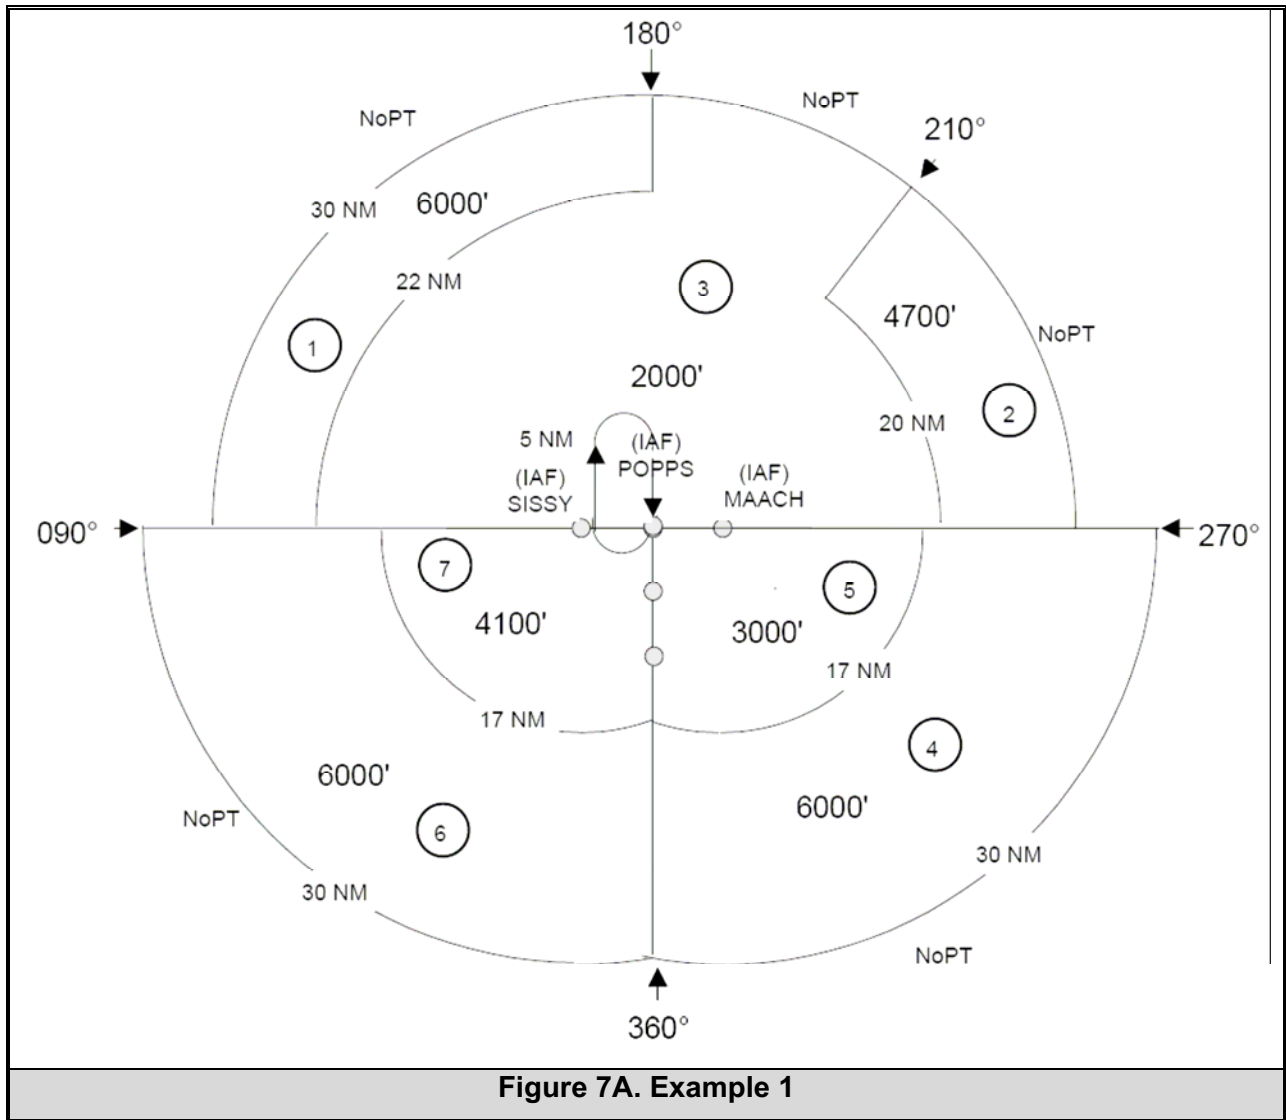 180°
NoPT
NoPT
210°
30 NM
6000'
22 NM
3
1
4700'
NoPT
2000'
2
20 NM
5 NM
(IAF)
POPPS
(IAF)
SISSY
(IAF)
MAACH
090°
270°
7
5
4100'
3000'
17 NM
17 NM
4
6000'
6000'
NoPT
6
30 NM
30 NM
NoPT
360°
Figure 7A. Example 1